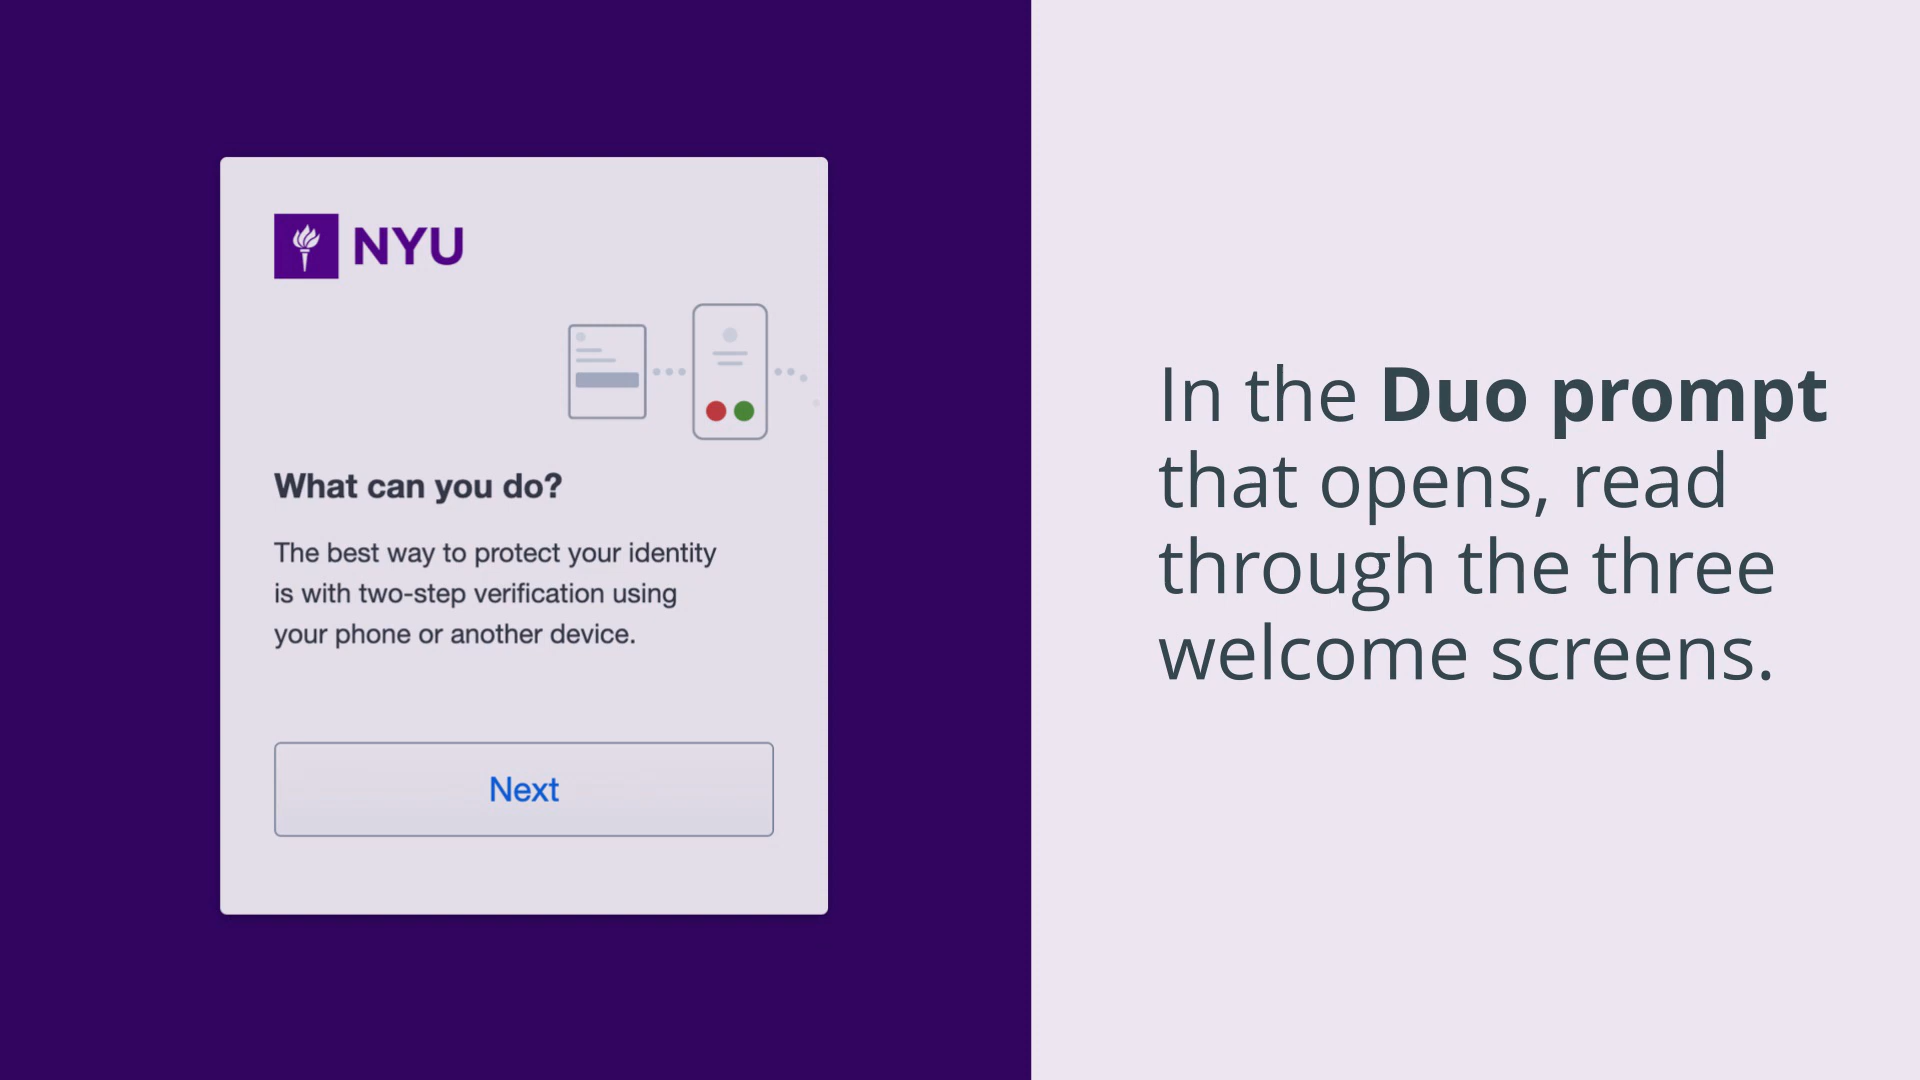 NYU
What can you do?
The best way to protect your identity
is with two-step verification using
your phone or another device.
Next
In the Duo prompt
that opens, read
through the three
welcome screens.